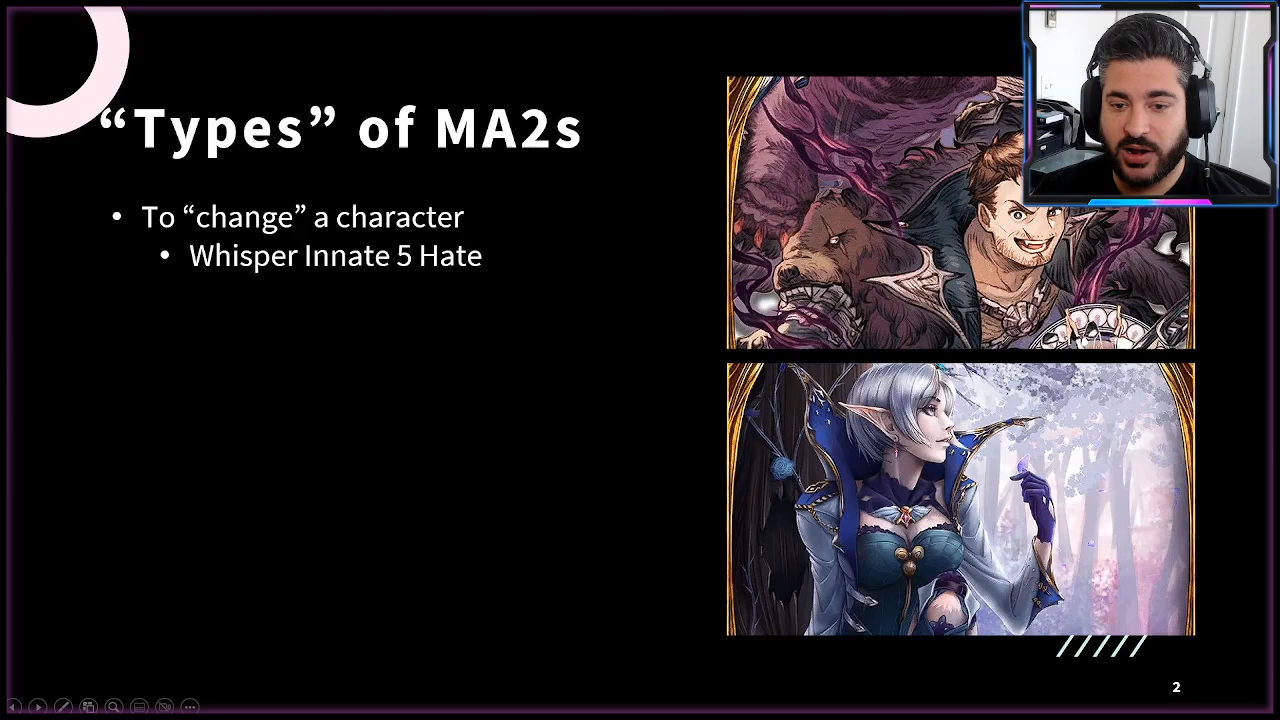 “Types” of MA2s
• To “change” a character
• Whisper Innate 5 Hate
2